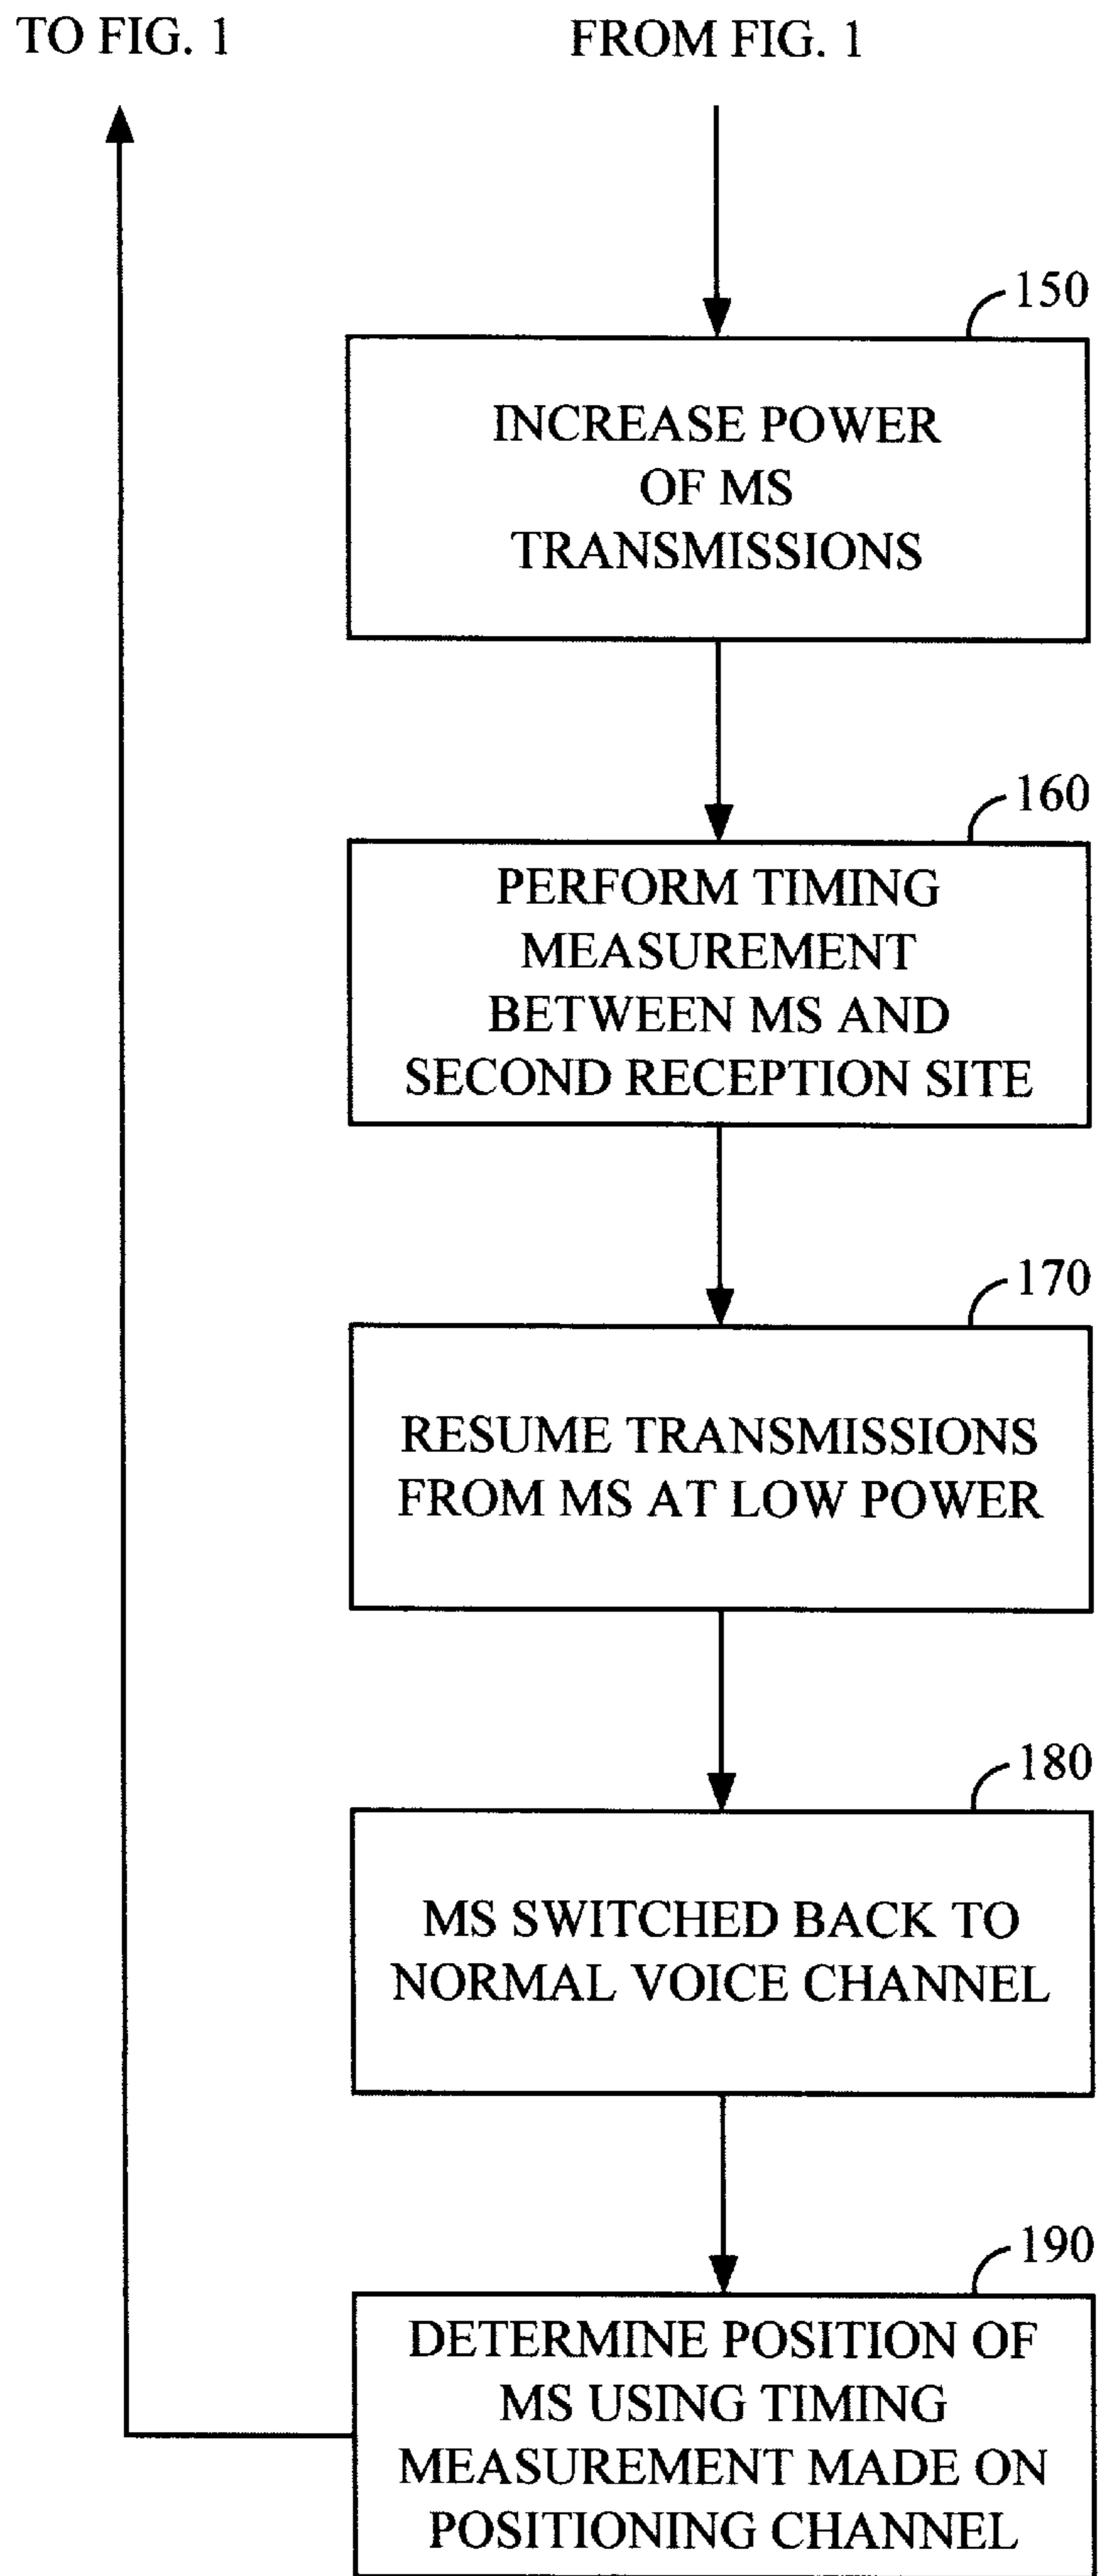 TO FIG. 1
FROM FIG. 1
150
INCREASE POWER
OF MS
TRANSMISSIONS
160
PERFORM TIMING
MEASUREMENT
BETWEEN MS AND
SECOND RECEPTION SITE
170
RESUME TRANSMISSIONS
FROM MS AT LOW POWER
180
MS SWITCHED BACK TO
NORMAL VOICE CHANNEL
190
DETERMINE POSITION OF
MS USING TIMING
MEASUREMENT MADE ON
POSITIONING CHANNEL